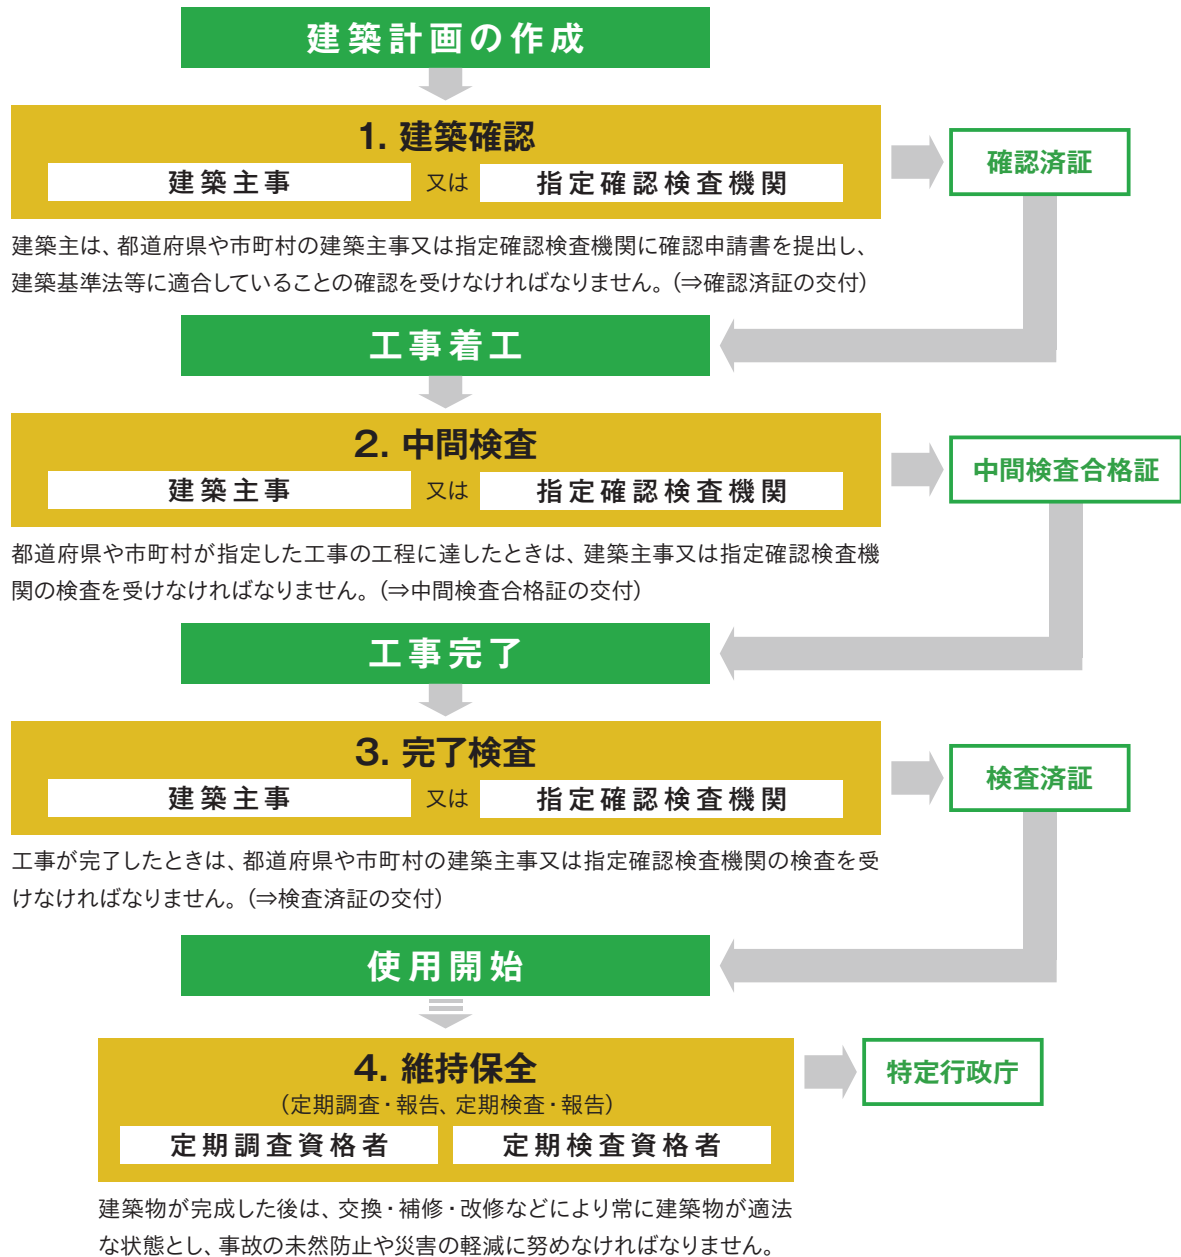 建築計画の作成
1. 建築確認
建築主事 又は 指定確認検査機関
確認済証
建築主は、都道府県や市町村の建築主事又は指定確認検査機関に確認申請書を提出し、
建築基準法等に適合していることの確認を受けなければなりません。(⇒確認済証の交付)
工事着工
2. 中間検査
建築主事 又は 指定確認検査機関
中間検査合格証
都道府県や市町村が指定した工事の工程に達したときは、建築主事又は指定確認検査機
関の検査を受けなければなりません。(⇒中間検査合格証の交付)
工事完了
3. 完了検査
建築主事 又は 指定確認検査機関
検査済証
工事が完了したときは、都道府県や市町村の建築主事又は指定確認検査機関の検査を受
けなければなりません。(⇒検査済証の交付)
使用開始
4. 維持保全
(定期調査・報告、定期検査・報告)
定期調査資格者 定期検査資格者
特定行政庁
建築物が完成した後は、交換・補修・改修などにより常に建築物が適法
な状態とし、事故の未然防止や災害の軽減に努めなければなりません。